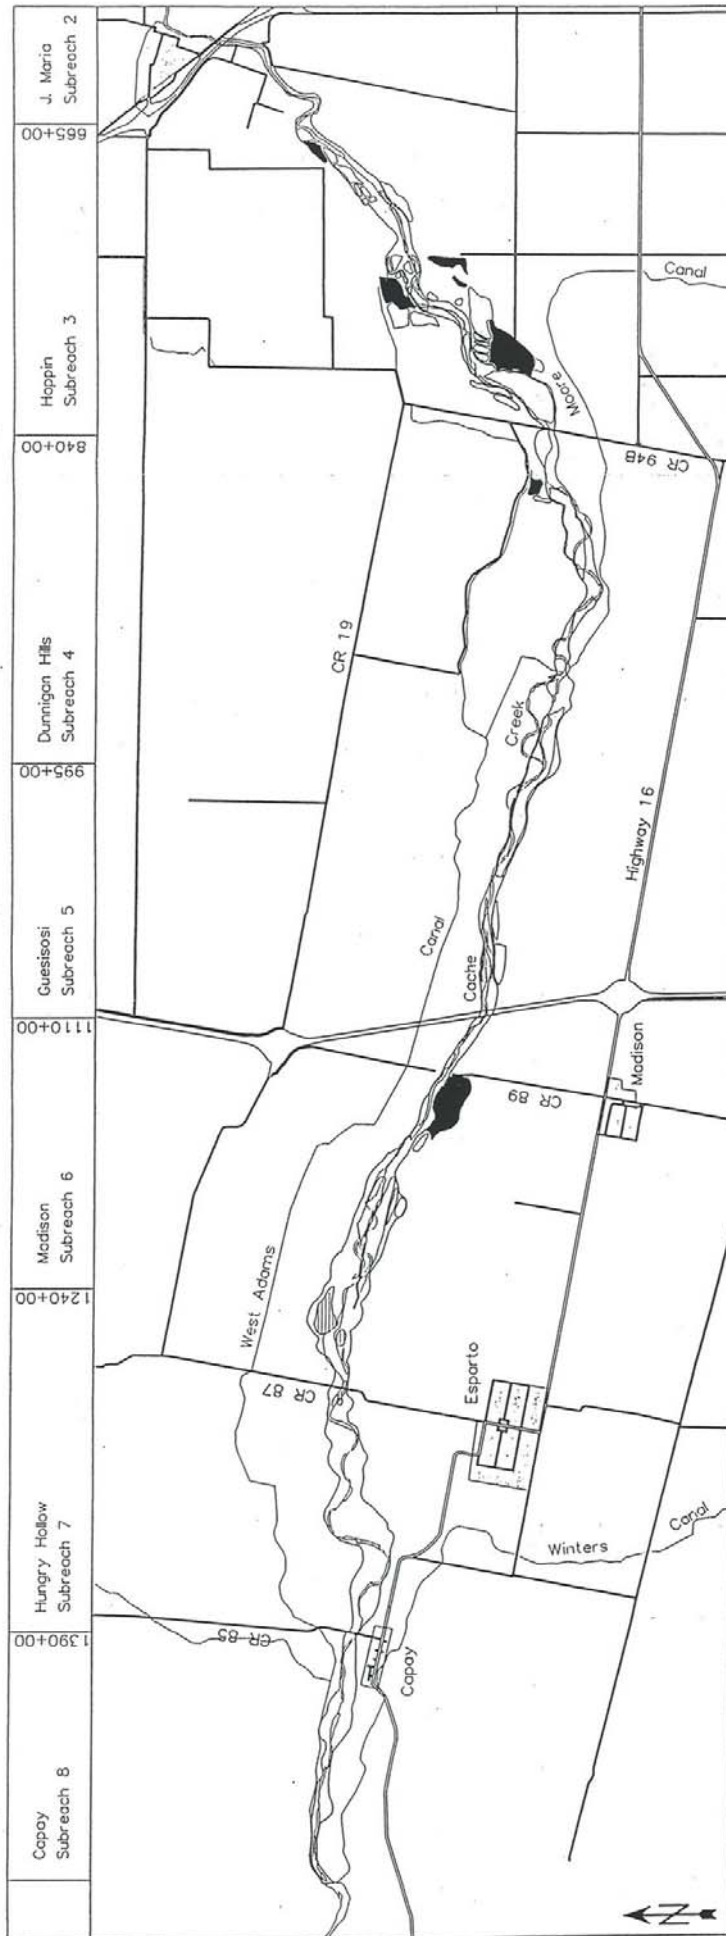 Capay
Subreach 8
1390+00
Hungry Hollow
Subreach 7
1240+00
Madison
Subreach 6
1110+00
Guesisosi
Subreach 5
995+00
Dunnigan Hills
Subreach 4
840+00
Hoppin
Subreach 3
665+00
J. Maria
Subreach 2
CR 85
West Adams
Canal
CR 87
CR 19
Cache
Creek
CR 94B
Moore
Canal
Capay
Esparto
Winters
Canal
CR 89
Madison
Highway 16
N